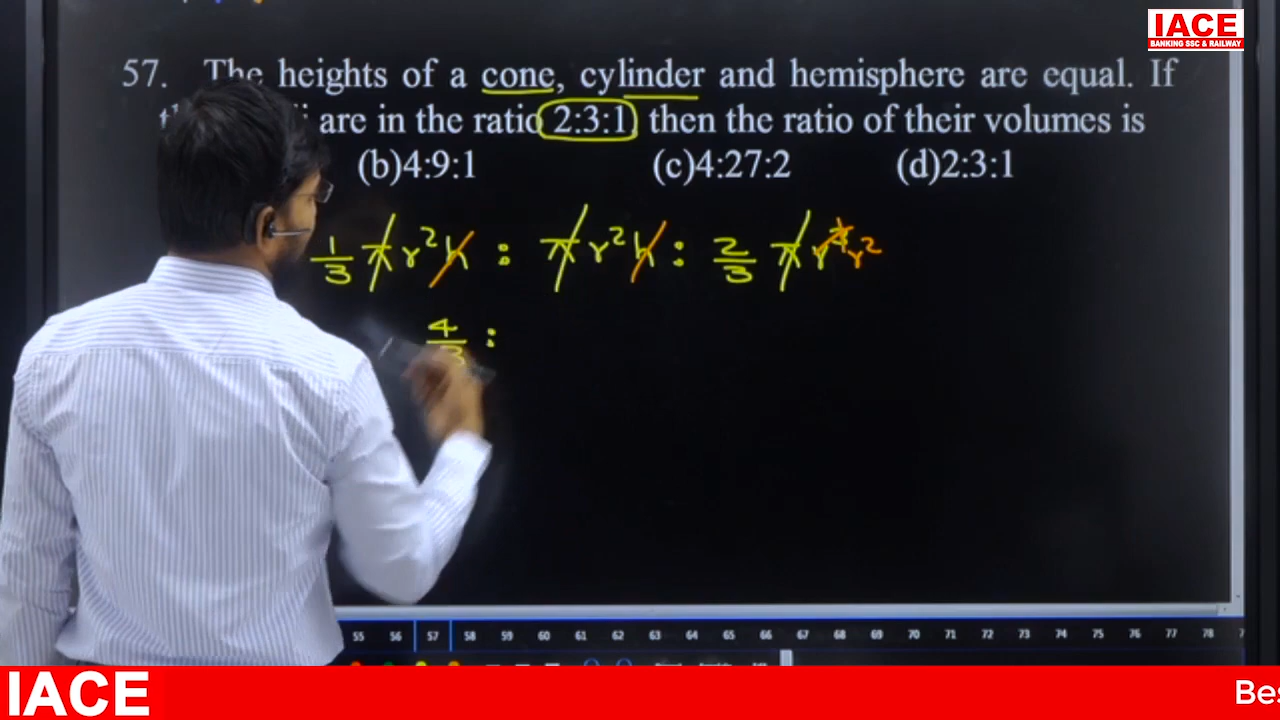 IACE
BANKING SSC & RAILWAY
57. The heights of a cone, cylinder and hemisphere are equal. If
are in the ratio 2:3:1, then the ratio of their volumes is
(b)4:9:1 (c)4:27:2 (d)2:3:1
1/3 πr²h : πr²h : 2/3 πr³ r²
4/3 :
55 56 57 58 59 60 61 62 63 64 65 66 67 68 69 70 71 72 73 74 75 76 77 78
IACE